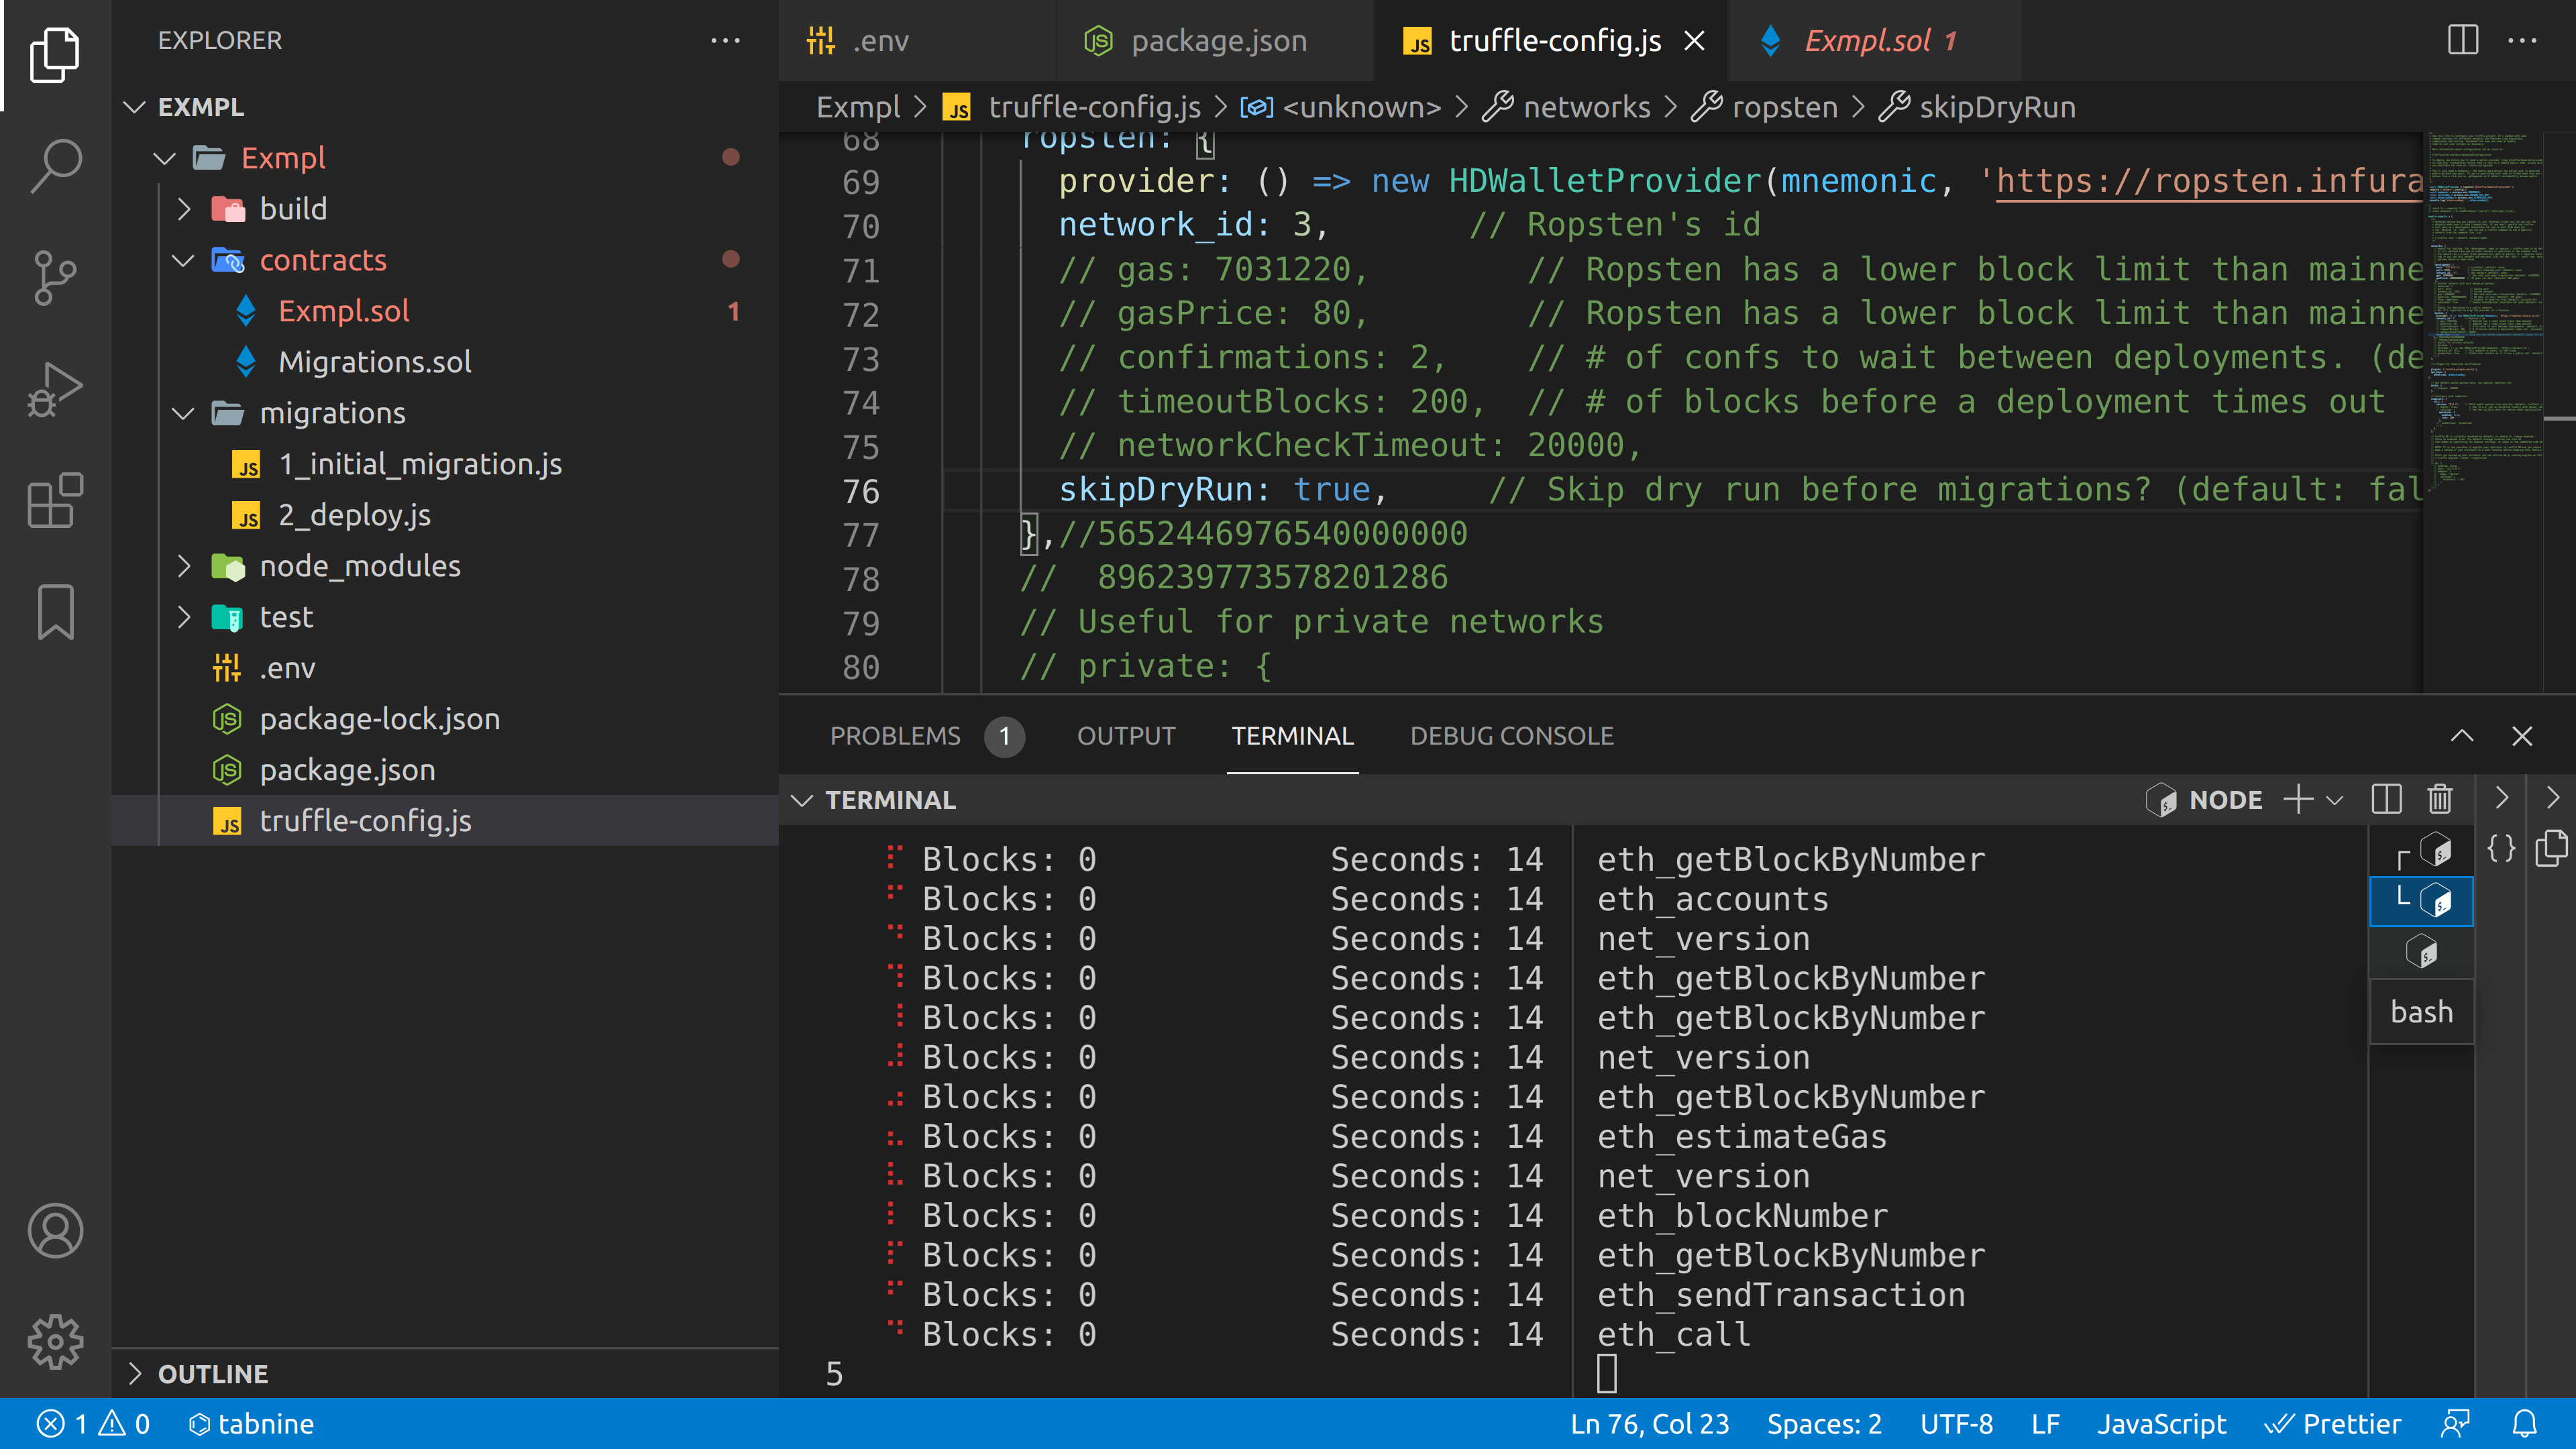 EXPLORER
EXMPL
Exmpl
build
contracts
Exmpl.sol 1
Migrations.sol
migrations
JS 1_initial_migration.js
JS 2_deploy.js
node_modules
test
.env
JS package-lock.json
JS package.json
JS truffle-config.js
OUTLINE
.env
JS package.json
JS truffle-config.js
Exmpl.sol 1
Exmpl > JS truffle-config.js > <unknown> > networks > ropsten > skipDryRun
68 ropsten: {
69 provider: () => new HDWalletProvider(mnemonic, 'https://ropsten.infura
70 network_id: 3, // Ropsten's id
71 // gas: 7031220, // Ropsten has a lower block limit than mainne
72 // gasPrice: 80, // Ropsten has a lower block limit than mainne
73 // confirmations: 2, // # of confs to wait between deployments. (de
74 // timeoutBlocks: 200, // # of blocks before a deployment times out
75 // networkCheckTimeout: 20000,
76 skipDryRun: true, // Skip dry run before migrations? (default: fal
77 },//5652446976540000000
78 // 896239773578201286
79 // Useful for private networks
80 // private: {
PROBLEMS 1 OUTPUT TERMINAL DEBUG CONSOLE
TERMINAL
NODE
Blocks: 0 Seconds: 14
Blocks: 0 Seconds: 14
Blocks: 0 Seconds: 14
Blocks: 0 Seconds: 14
Blocks: 0 Seconds: 14
Blocks: 0 Seconds: 14
Blocks: 0 Seconds: 14
Blocks: 0 Seconds: 14
Blocks: 0 Seconds: 14
Blocks: 0 Seconds: 14
Blocks: 0 Seconds: 14
Blocks: 0 Seconds: 14
Blocks: 0 Seconds: 14
5
eth_getBlockByNumber
eth_accounts
net_version
eth_getBlockByNumber
eth_getBlockByNumber
net_version
eth_getBlockByNumber
eth_estimateGas
net_version
eth_blockNumber
eth_getBlockByNumber
eth_sendTransaction
eth_call
bash
1 0 tabnine
Ln 76, Col 23 Spaces: 2 UTF-8 LF JavaScript Prettier